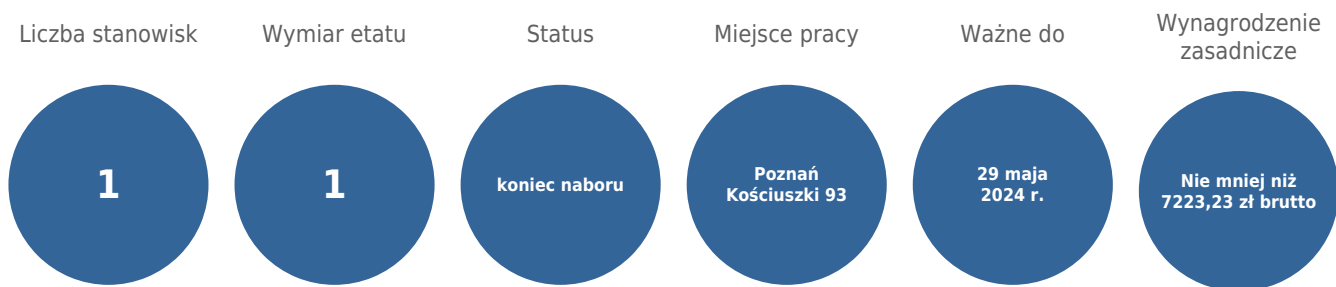 Liczba stanowisk
1
Wymiar etatu
1
Status
koniec naboru
Miejsce pracy
Poznań
Kościuszki 93
Ważne do
29 maja
2024 r.
Wynagrodzenie
zasadnicze
Nie mniej niż
7223,23 zł brutto